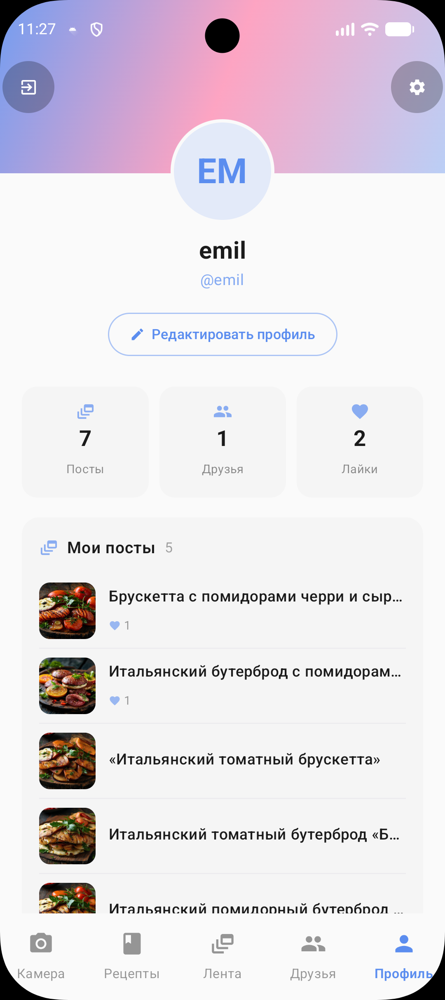 11:27
EM
emil
@emil
Редактировать профиль
7
1
2
Посты
Друзья
Лайки
Мои посты 5
Брускетта с помидорами черри и сыр...
1
Итальянский бутерброд с помидорам...
1
«Итальянский томатный брускетта»
Итальянский томатный бутерброд «Б...
Итальянский помидорный бутерброд ...
Камера
Рецепты
Лента
Друзья
Профиль